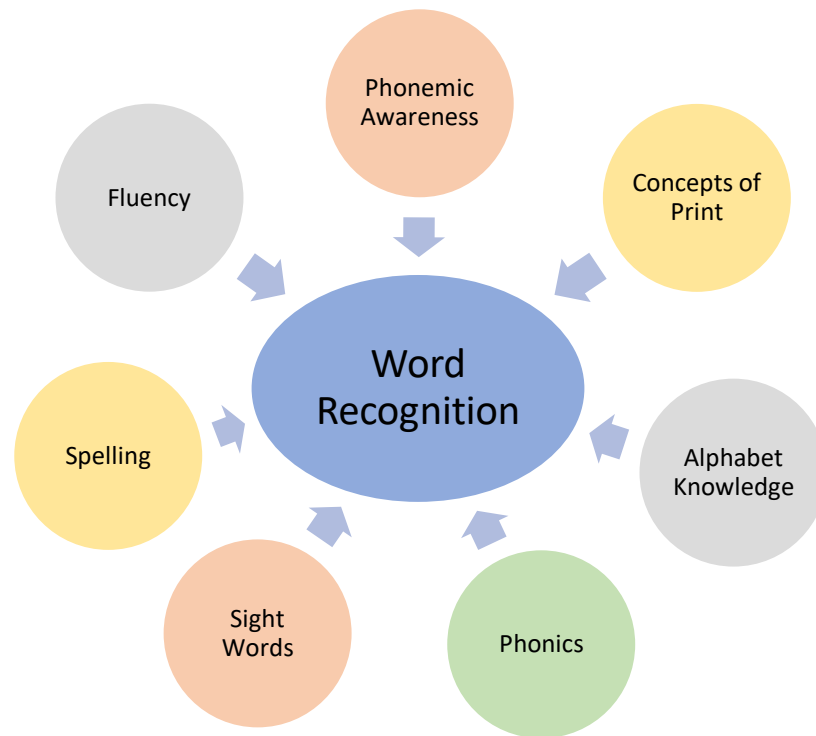 Phonemic
Awareness
Concepts of
Print
Fluency
Word
Recognition
Spelling
Alphabet
Knowledge
Sight
Words
Phonics